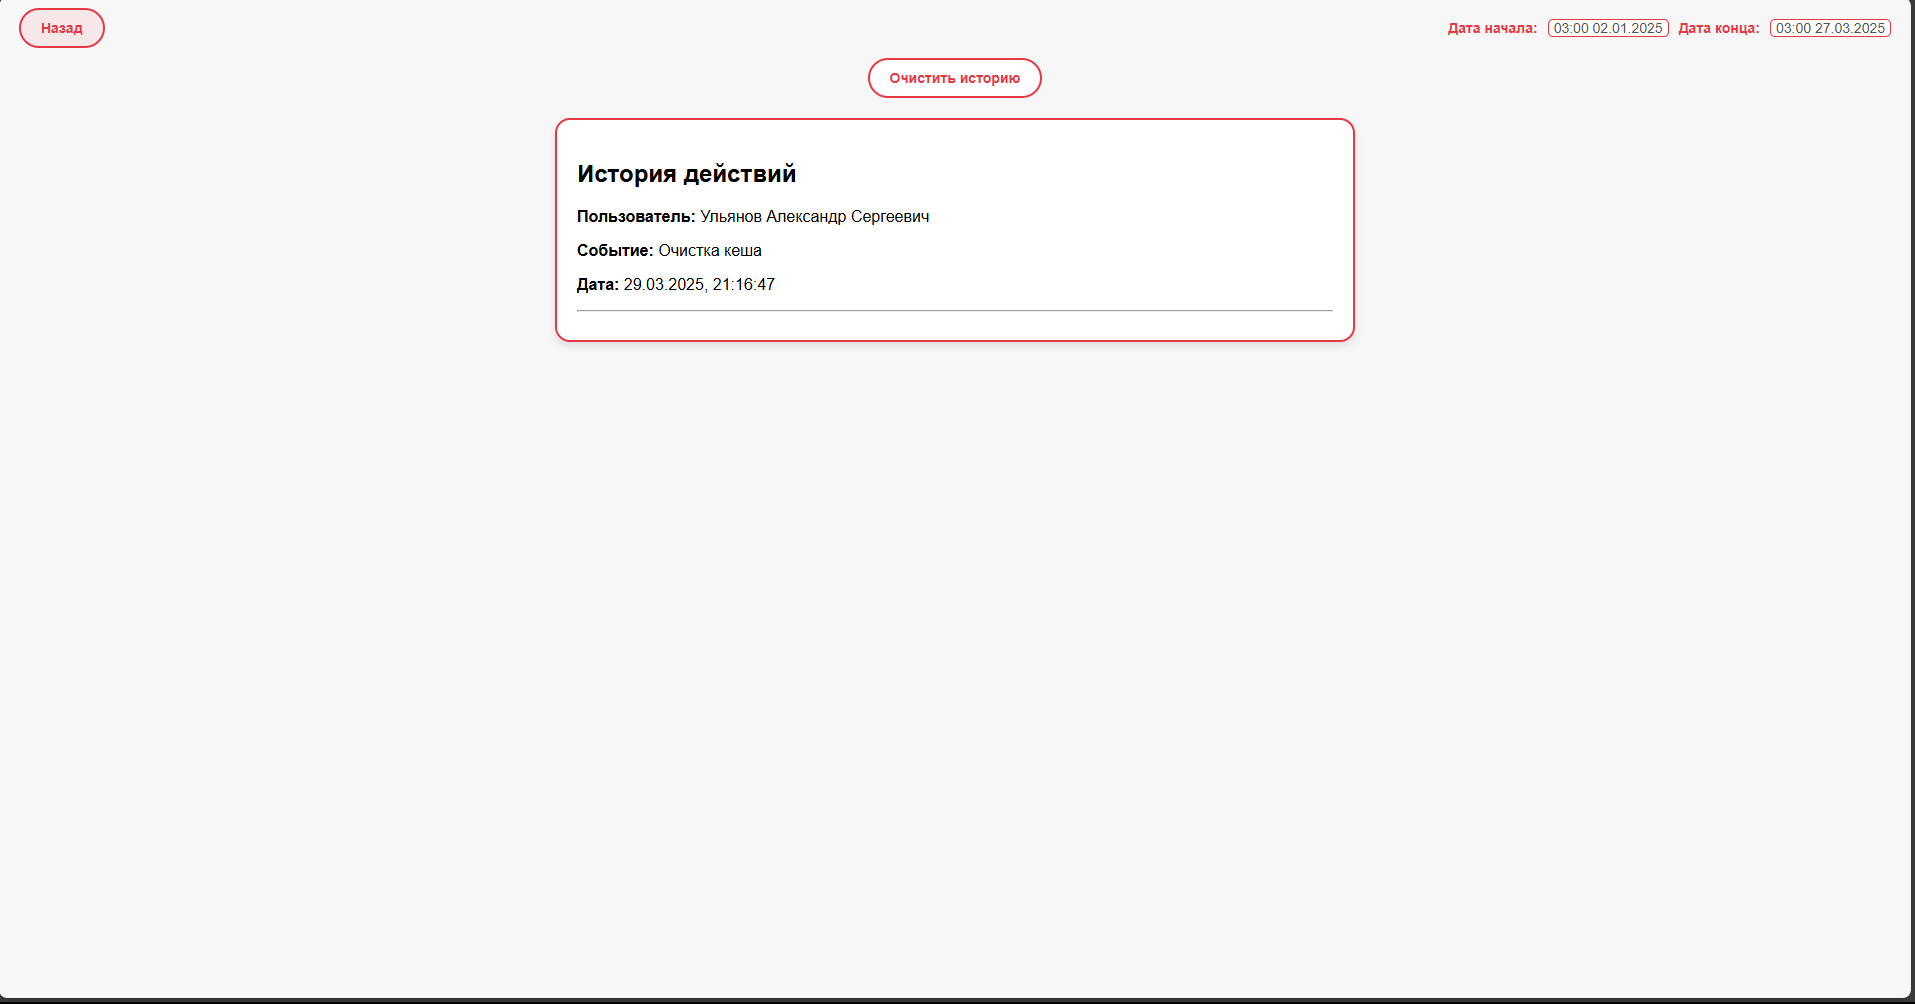 Назад
Дата начала: 03:00 02.01.2025 Дата конца: 03:00 27.03.2025
Очистить историю
История действий
Пользователь: Ульянов Александр Сергеевич
Событие: Очистка кеша
Дата: 29.03.2025, 21:16:47